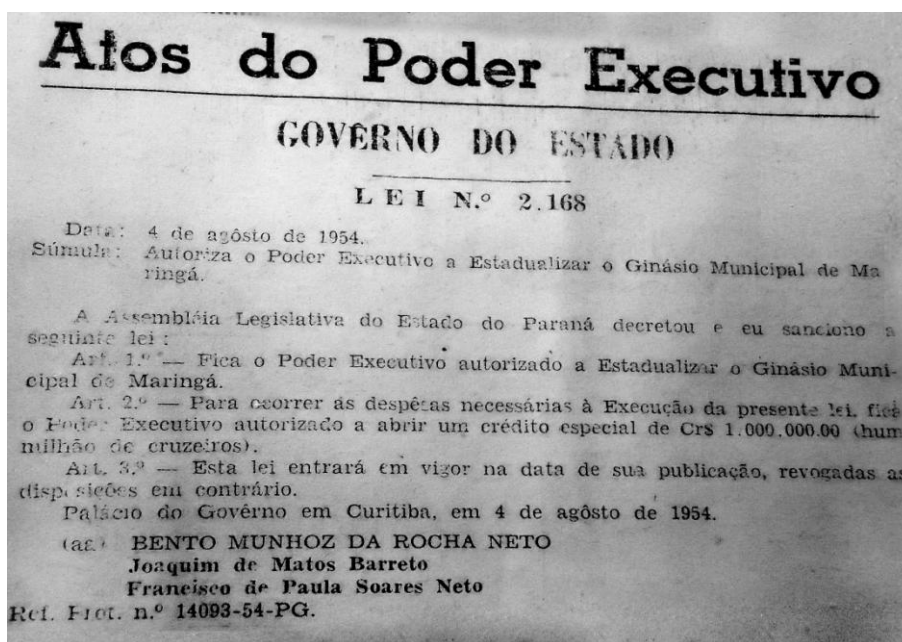 Atos do Poder Executivo
GOVÊRNO DO ESTADO
LEI N.º 2.168
Data: 4 de agôsto de 1954.
Súmula: Autoriza o Poder Executivo a Estadualizar o Ginásio Municipal de Ma
ringá.
A Assembláia Legislativa do Estado do Paraná decretou e eu sanciono a
seguinte lei:
Art. 1.º — Fica o Poder Executivo autorizado a Estadualizar o Ginásio Muni-
cipal de Maringá.
Art. 2.º — Para ocorrer ás despêsas necessárias à Execução da presente lei, fica
o Poder Executivo autorizado a abrir um crédito especial de Cr$ 1.000.000.00 (hum
milhão de cruzeiros).
Art. 3.º — Esta lei entrará em vigor na data de sua publicação, revogadas as
disposições em contrário.
Palácio do Govêrno em Curitiba, em 4 de agôsto de 1954.
(aa) BENTO MUNHOZ DA ROCHA NETO
Joaquim de Matos Barreto
Francisco de Paula Soares Neto
Ref. Prot. n.º 14093-54-PG.